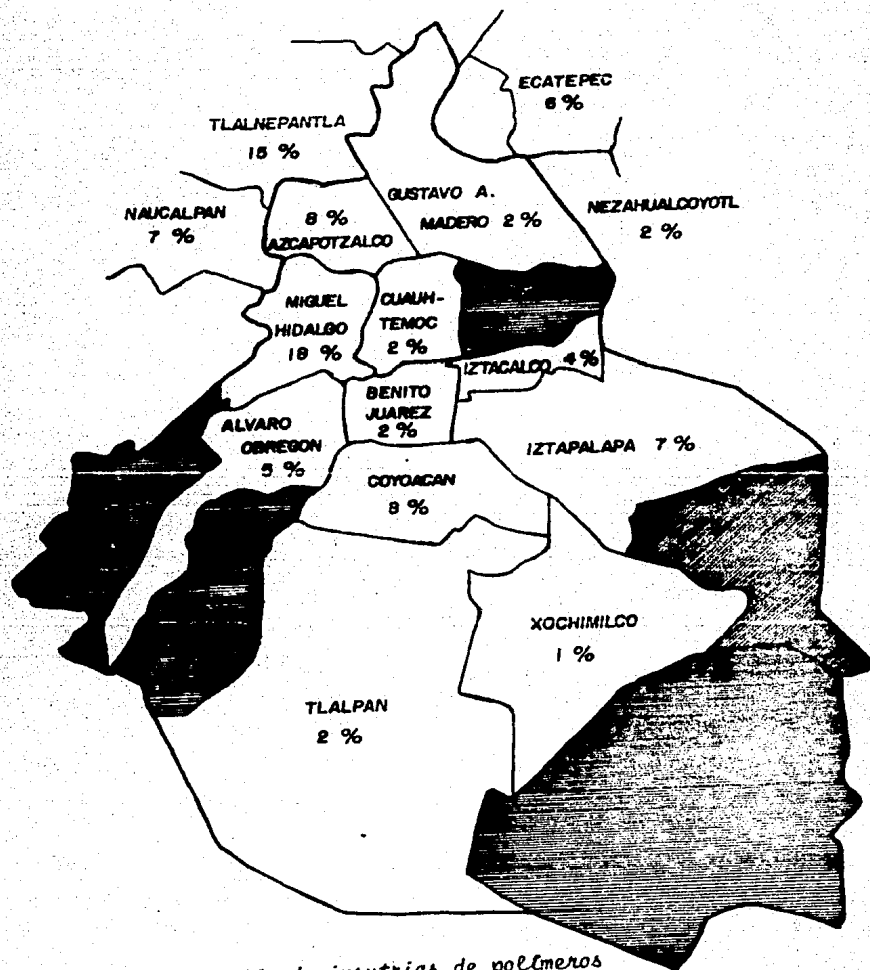 ECATEPEC
6 %
TLALNEPANTLA
15 %
GUSTAVO A.
MADERO 2 %
NEZAHUALCOYOTL
2 %
NAUCALPAN
7 %
8 %
AZCAPOTZALCO
MIGUEL
HIDALGO
18 %
CUAUH-
TEMOC
2 %
IZTACALCO 4 %
BENITO
JUAREZ
2 %
ALVARO
OBREGON
5 %
IZTAPALAPA 7 %
COYOACAN
8 %
XOCHIMILCO
1 %
TLALPAN
2 %
insutrias de polímeros